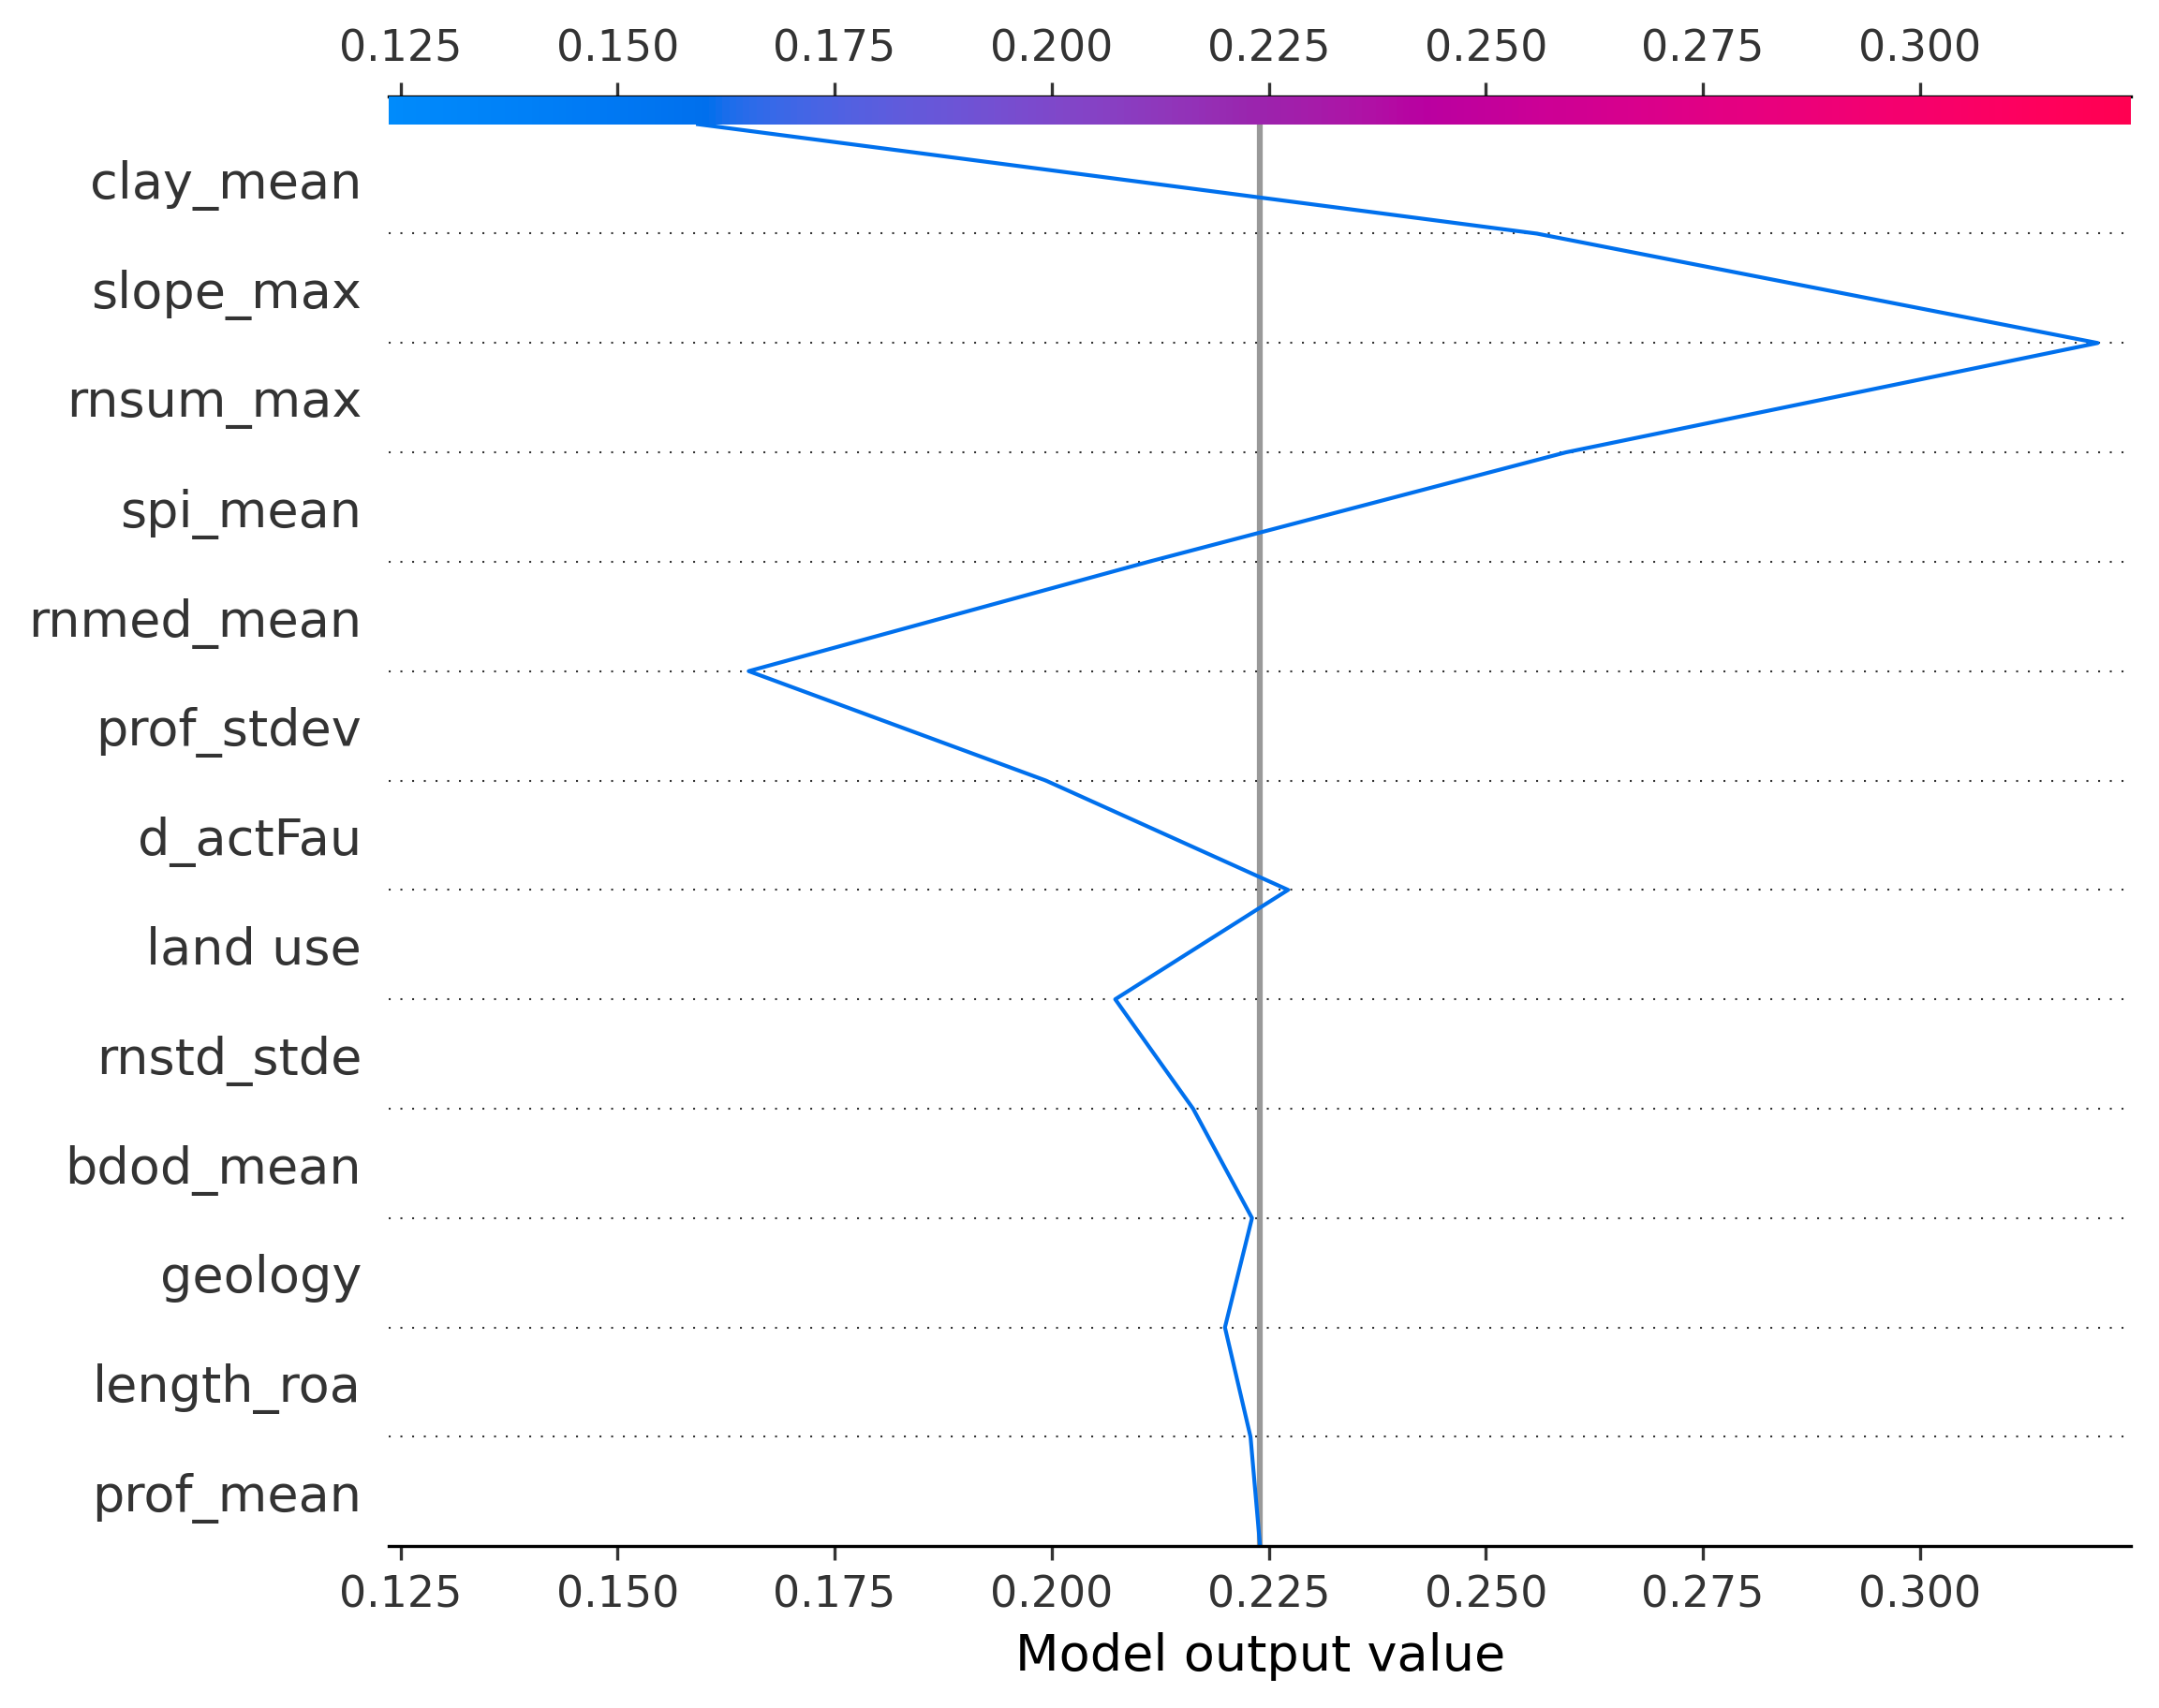 0.125 0.150 0.175 0.200 0.225 0.250 0.275 0.300
clay_mean
slope_max
rnsum_max
spi_mean
rnmed_mean
prof_stdev
d_actFau
land use
rnstd_stde
bdod_mean
geology
length_roa
prof_mean
0.125 0.150 0.175 0.200 0.225 0.250 0.275 0.300
Model output value